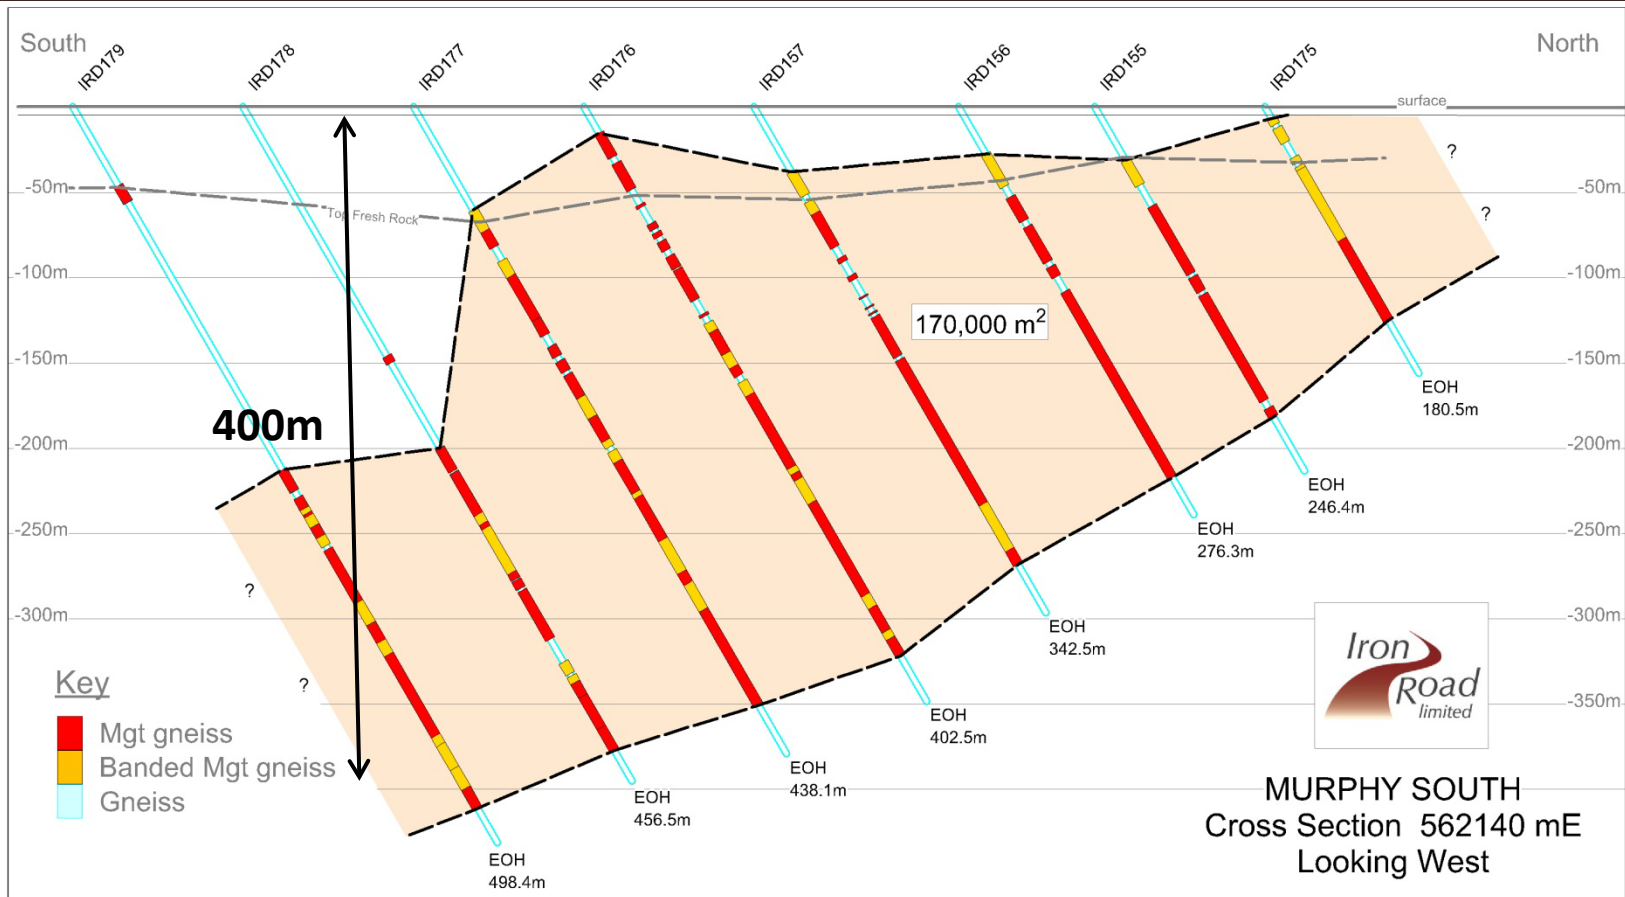 South
North
IRD179
IRD178
IRD177
IRD176
IRD157
IRD156
IRD155
IRD175
surface
?
-50m
-50m
Top Fresh Rock
?
-100m
-100m
170,000 m²
-150m
-150m
EOH
180.5m
400m
-200m
-200m
EOH
246.4m
-250m
-250m
EOH
276.3m
?
-300m
-300m
EOH
342.5m
?
-350m
EOH
402.5m
EOH
438.1m
EOH
456.5m
EOH
498.4m
Key
Mgt gneiss
Banded Mgt gneiss
Gneiss
Iron
Road
limited
MURPHY SOUTH
Cross Section 562140 mE
Looking West